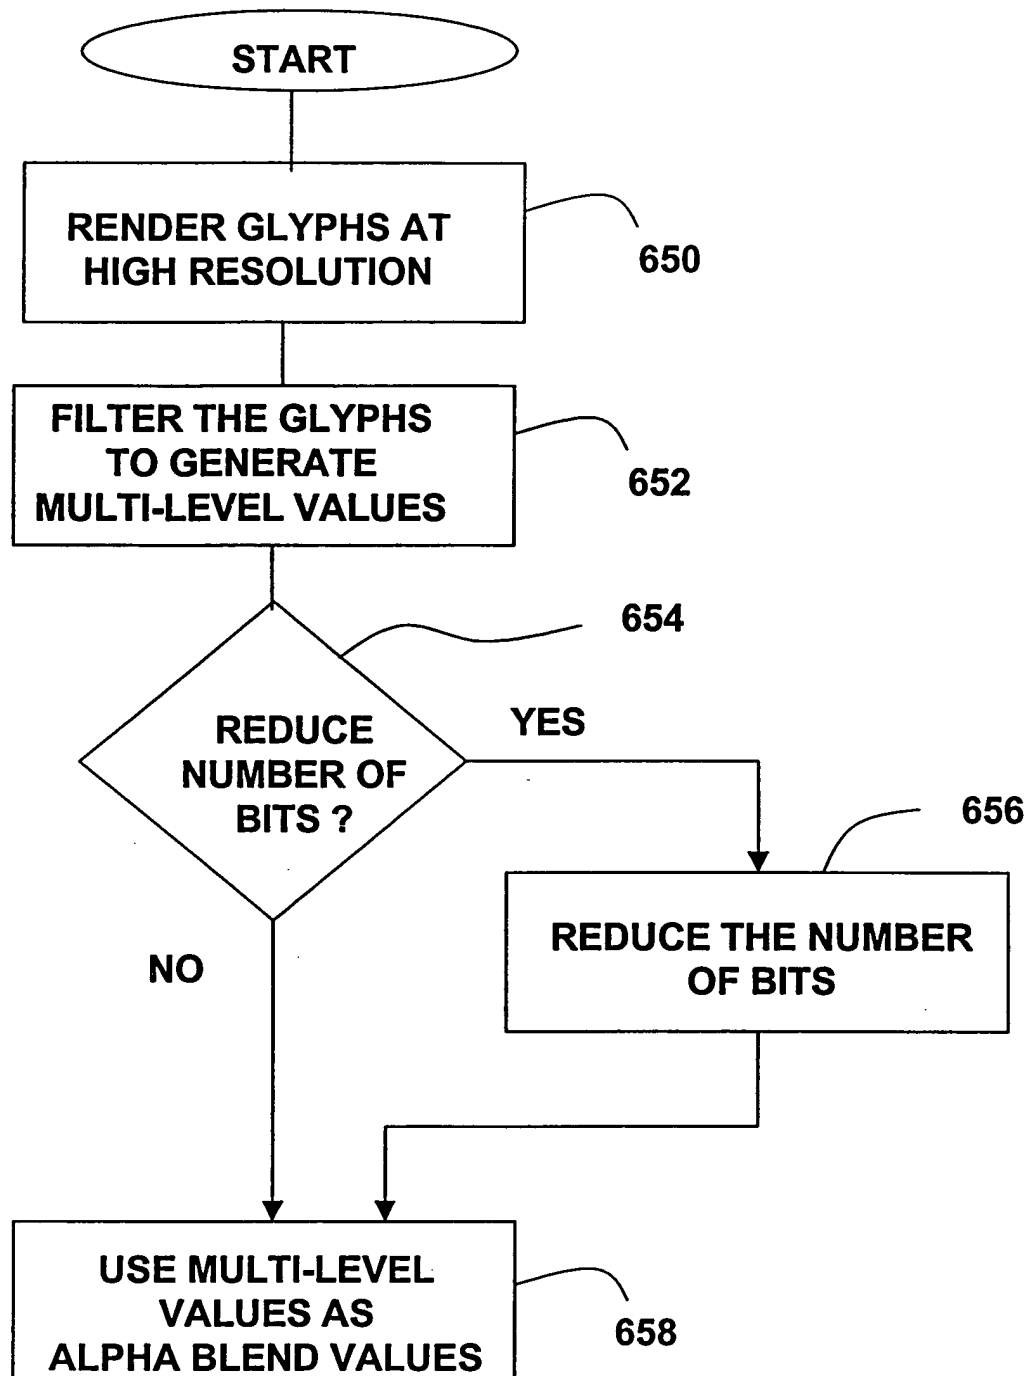 START
RENDER GLYPHS AT
HIGH RESOLUTION
650
FILTER THE GLYPHS
TO GENERATE
MULTI-LEVEL VALUES
652
654
REDUCE
NUMBER OF
BITS ?
YES
656
REDUCE THE NUMBER
OF BITS
NO
USE MULTI-LEVEL
VALUES AS
ALPHA BLEND VALUES
658